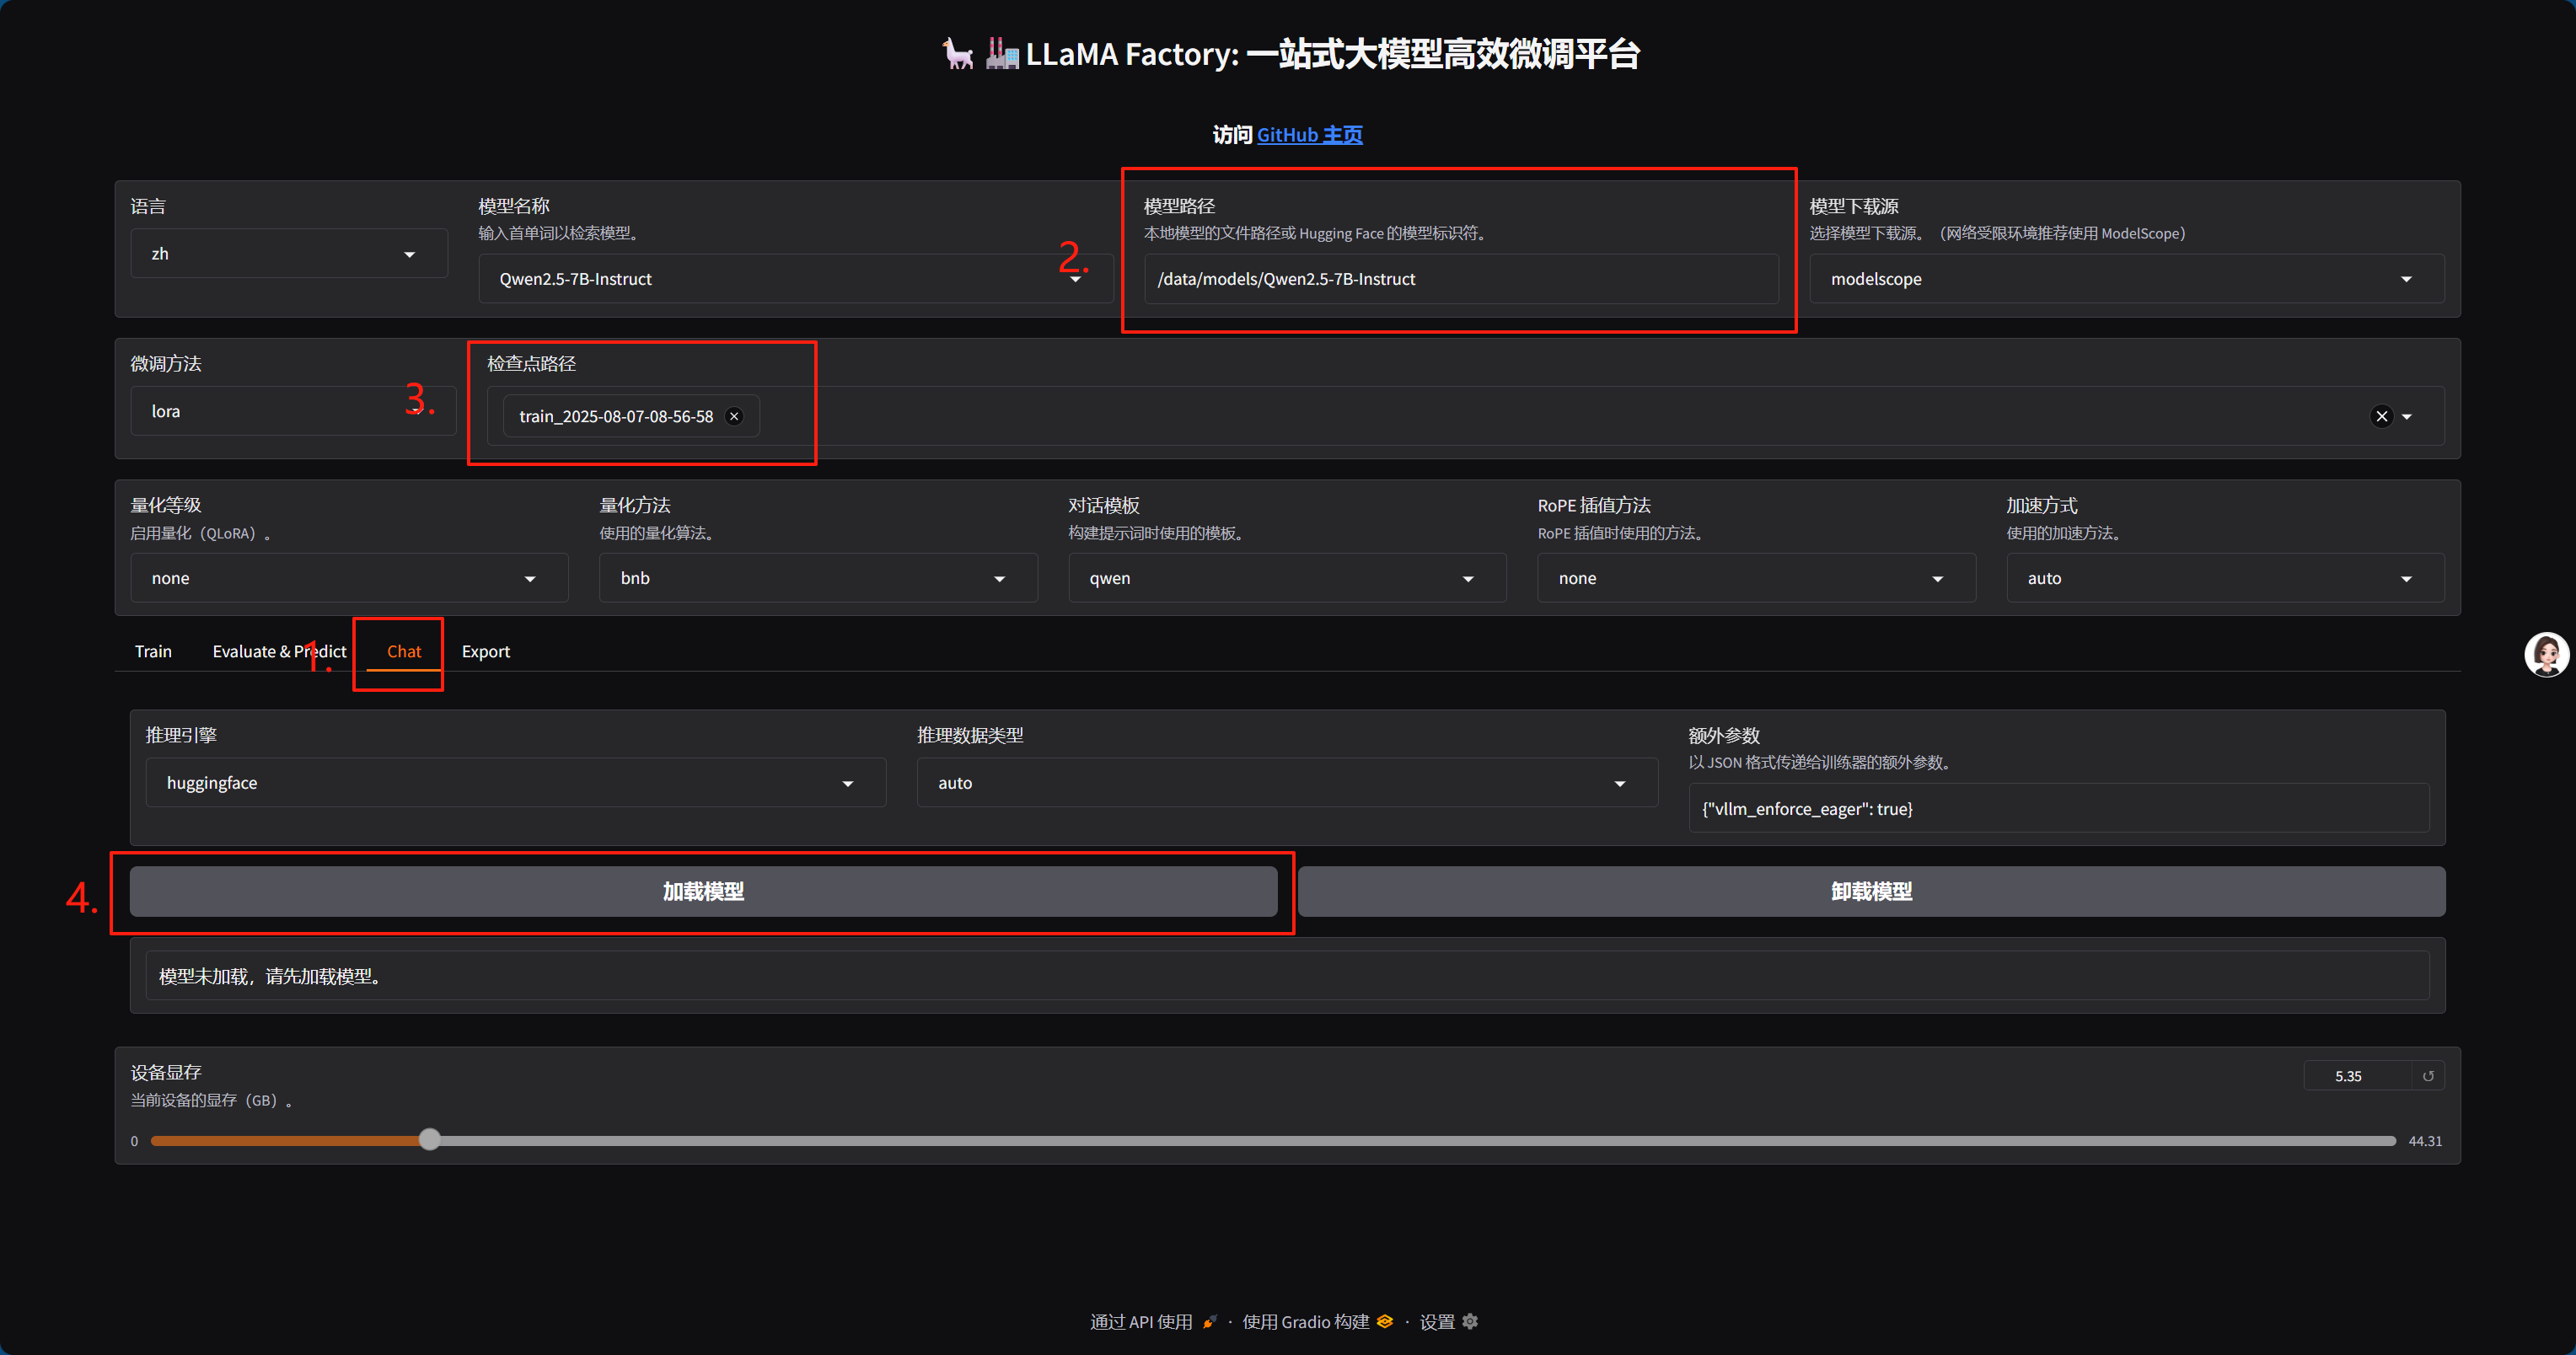 LLaMA Factory: 一站式大模型高效微调平台
访问 GitHub 主页
语言
zh
模型名称
输入首单词以检索模型。
Qwen2.5-7B-Instruct
2.
模型路径
本地模型的文件路径或 Hugging Face 的模型标识符。
/data/models/Qwen2.5-7B-Instruct
模型下载源
选择模型下载源。（网络受限环境推荐使用 ModelScope）
modelscope
微调方法
lora
3.
检查点路径
train_2025-08-07-08-56-58
量化等级
启用量化（QLoRA）。
none
量化方法
使用的量化算法。
bnb
对话模板
构建提示词时使用的模板。
qwen
RoPE 插值方法
RoPE 插值时使用的方法。
none
加速方式
使用的加速方法。
auto
Train
Evaluate & Predict
1.
Chat
Export
推理引擎
huggingface
推理数据类型
auto
额外参数
以 JSON 格式传递给训练器的额外参数。
{"vllm_enforce_eager": true}
4.
加载模型
卸载模型
模型未加载，请先加载模型。
设备显存
当前设备的显存（GB）。
5.35
0
44.31
通过 API 使用 · 使用 Gradio 构建 · 设置